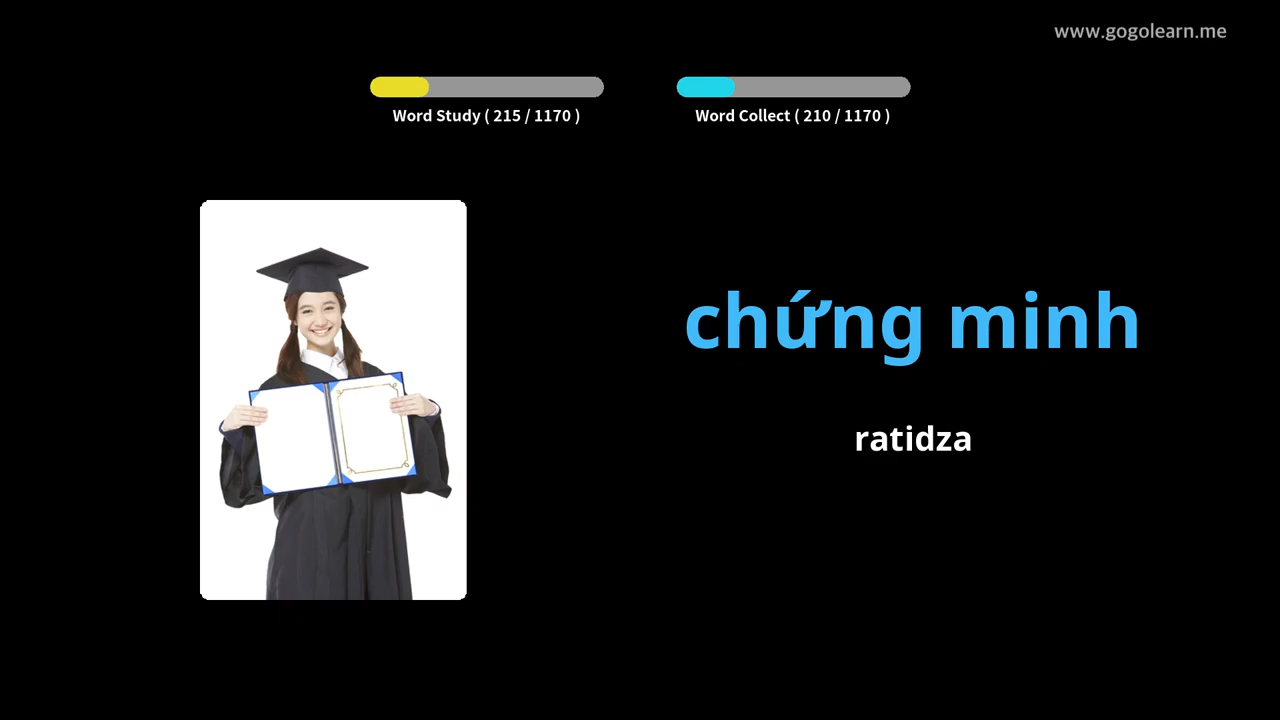 www.gogolearn.me
Word Study ( 215 / 1170 )
Word Collect ( 210 / 1170 )
chứng minh
ratidza